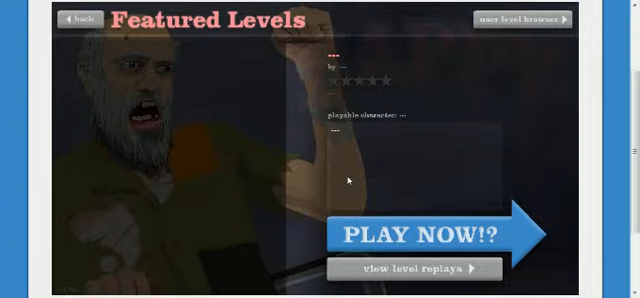 back
Featured Levels
user level browser
---
by ---
---
playable character: ---
---
PLAY NOW!?
view level replays